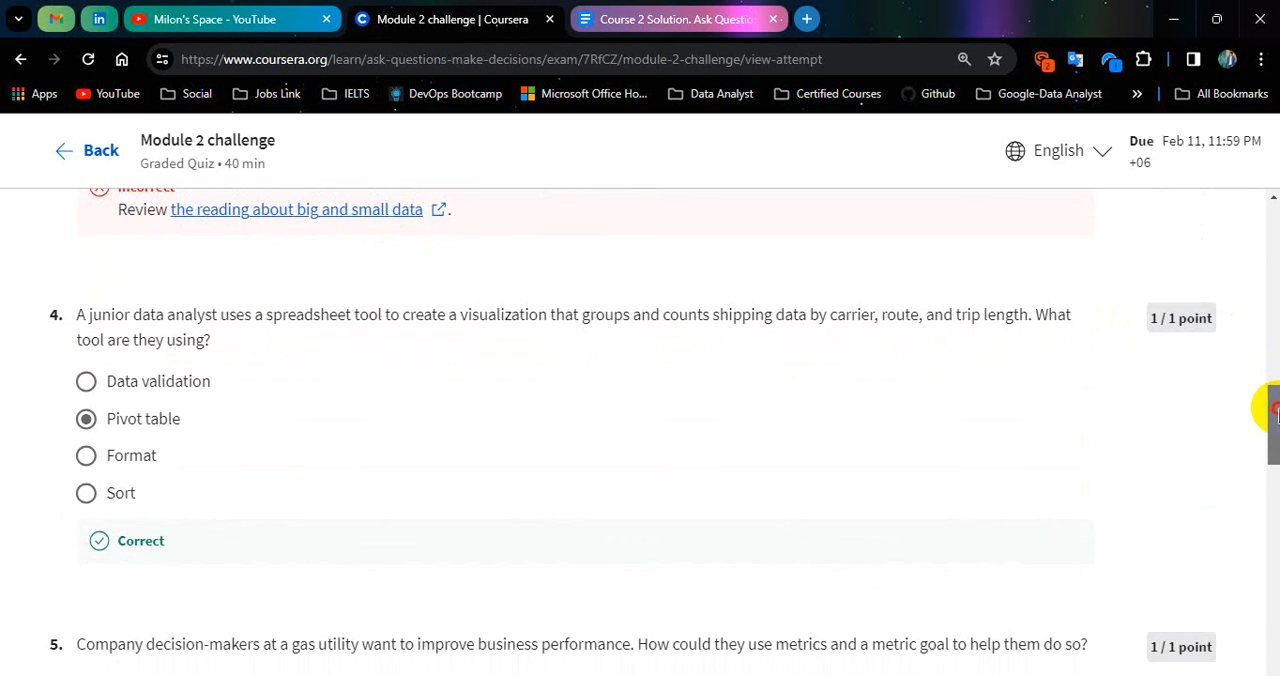 Milon's Space - YouTube
Module 2 challenge | Coursera
Course 2 Solution. Ask Questio
https://www.coursera.org/learn/ask-questions-make-decisions/exam/7RfCZ/module-2-challenge/view-attempt
2
1
Apps
YouTube
Social
Jobs Link
IELTS
DevOps Bootcamp
Microsoft Office Ho...
Data Analyst
Certified Courses
Github
Google-Data Analyst
»
All Bookmarks
Back
Module 2 challenge
Graded Quiz • 40 min
English
Due Feb 11, 11:59 PM
+06
Incorrect
Review the reading about big and small data .
4. A junior data analyst uses a spreadsheet tool to create a visualization that groups and counts shipping data by carrier, route, and trip length. What
tool are they using?
1 / 1 point
Data validation
Pivot table
Format
Sort
Correct
5. Company decision-makers at a gas utility want to improve business performance. How could they use metrics and a metric goal to help them do so?
1 / 1 point